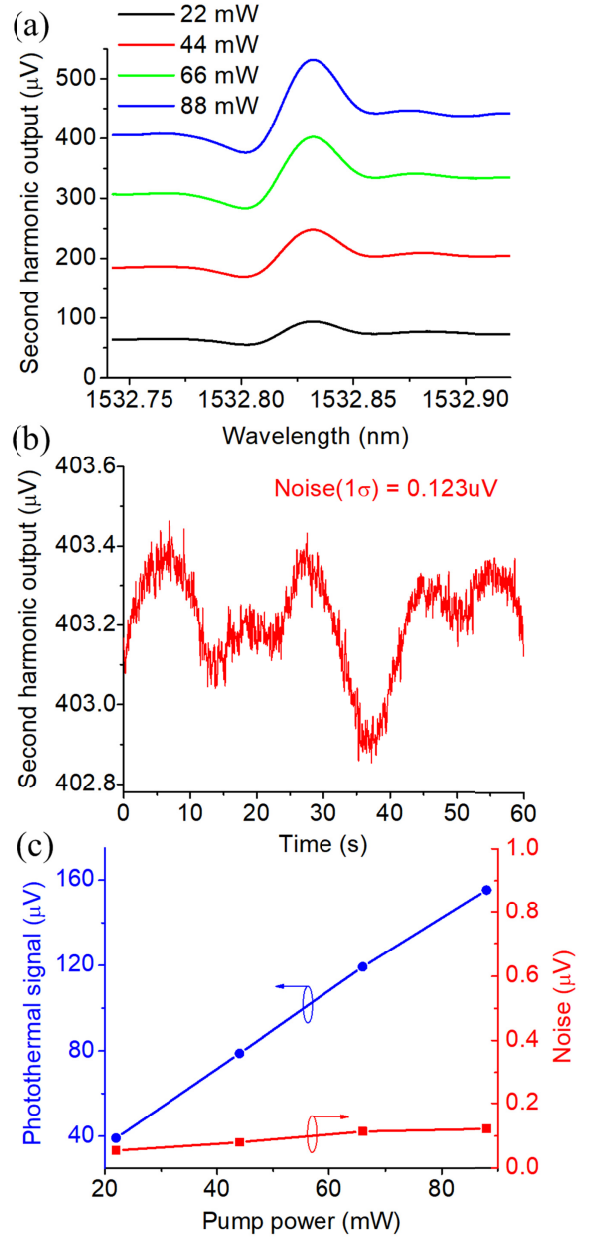 (a)
22 mW
44 mW
66 mW
88 mW
Second harmonic output (μV)
500
400
300
200
100
0
1532.75 1532.80 1532.85 1532.90
Wavelength (nm)
(b)
Noise(1σ) = 0.123uV
Second harmonic output (μV)
403.6
403.4
403.2
403.0
402.8
0 10 20 30 40 50 60
Time (s)
(c)
Photothermal signal (μV)
160
120
80
40
1.0
0.8
0.6
0.4
0.2
0.0
Noise (μV)
20 40 60 80
Pump power (mW)